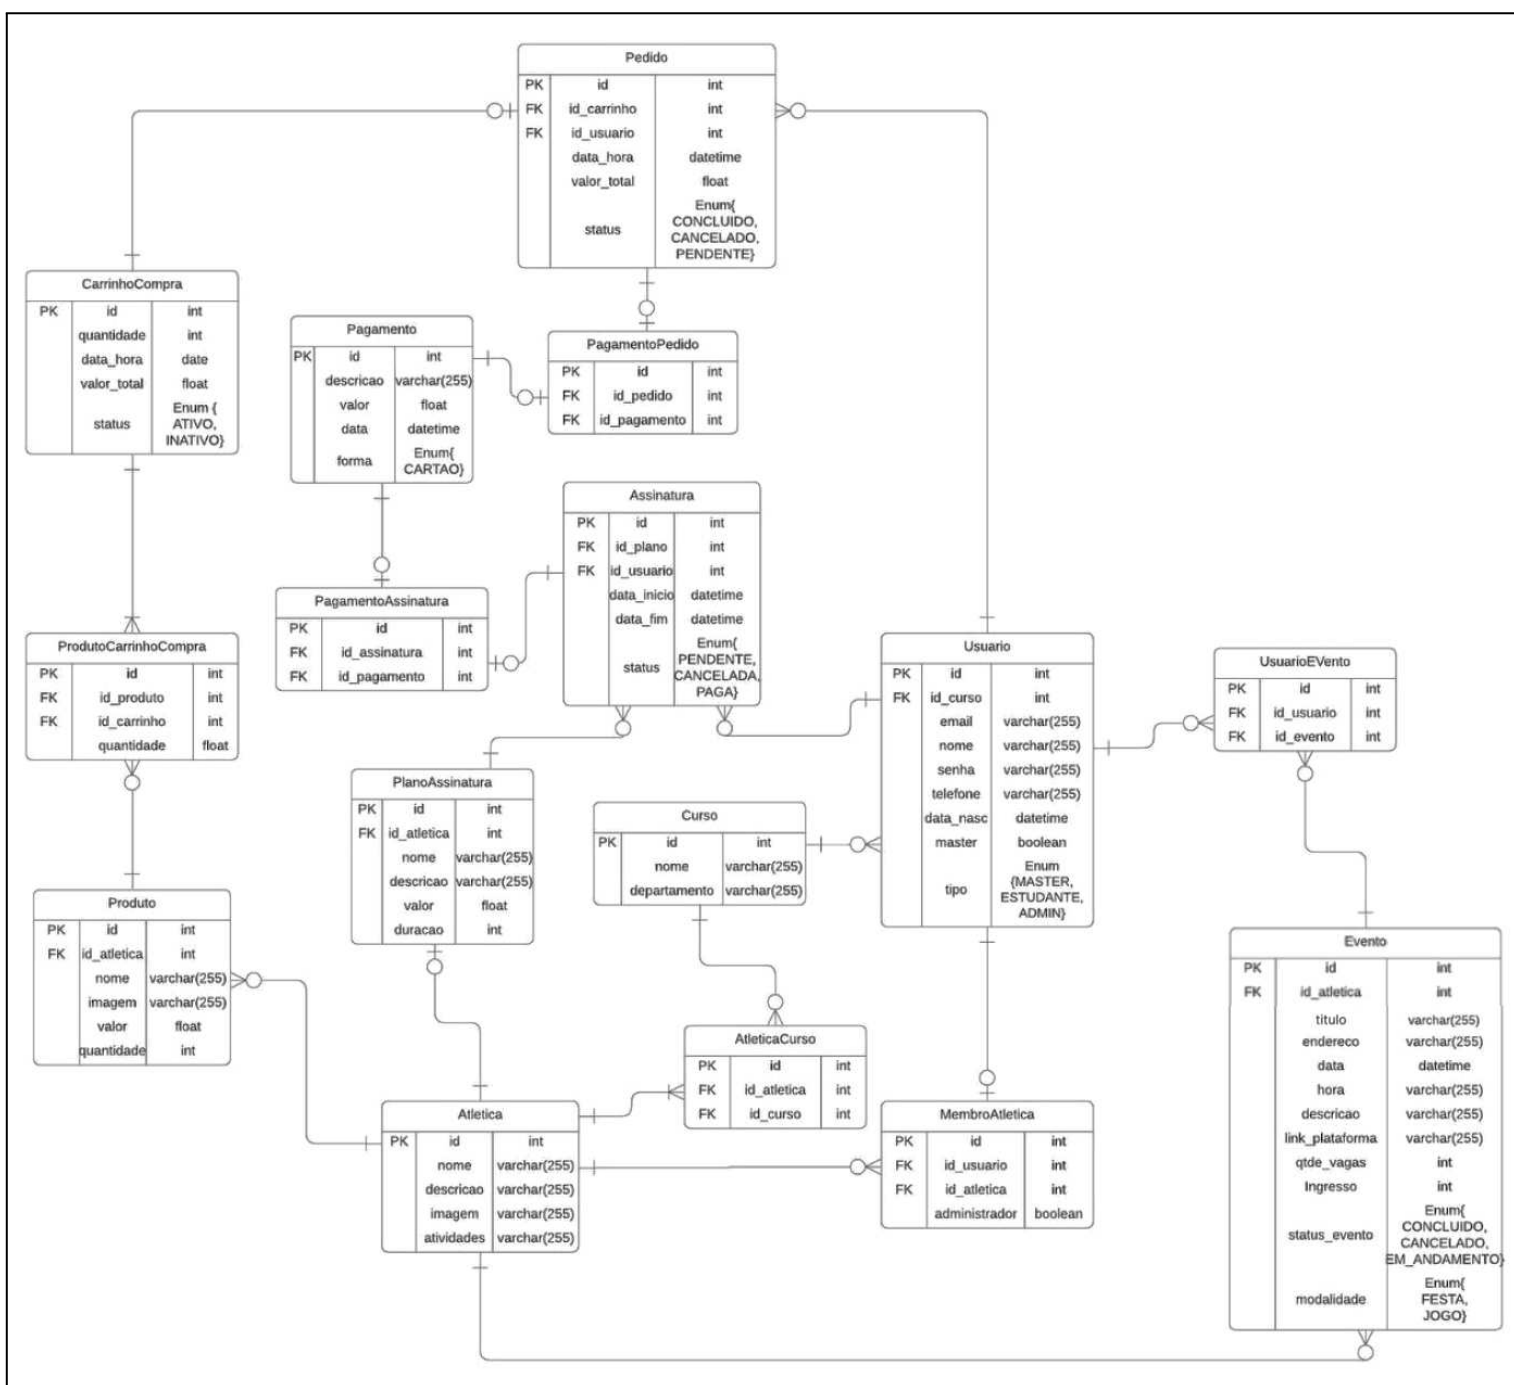 Pedido
PK id int
FK id_carrinho int
FK id_usuario int
data_hora datetime
valor_total float
status Enum{
CONCLUIDO,
CANCELADO,
PENDENTE}
CarrinhoCompra
PK id int
quantidade int
data_hora date
valor_total float
status Enum {
ATIVO,
INATIVO}
Pagamento
PK id int
descricao varchar(255)
valor float
data datetime
forma Enum{
CARTAO}
PagamentoPedido
PK id int
FK id_pedido int
FK id_pagamento int
Assinatura
PK id int
FK id_plano int
FK id_usuario int
data_inicio datetime
data_fim datetime
status Enum{
PENDENTE,
CANCELADA,
PAGA}
PagamentoAssinatura
PK id int
FK id_assinatura int
FK id_pagamento int
ProdutoCarrinhoCompra
PK id int
FK id_produto int
FK id_carrinho int
quantidade float
Usuario
PK id int
FK id_curso int
email varchar(255)
nome varchar(255)
senha varchar(255)
telefone varchar(255)
data_nasc datetime
master boolean
tipo Enum
{MASTER,
ESTUDANTE,
ADMIN}
UsuarioEVento
PK id int
FK id_usuario int
FK id_evento int
PlanoAssinatura
PK id int
FK id_atletica int
nome varchar(255)
descricao varchar(255)
valor float
duracao int
Curso
PK id int
nome varchar(255)
departamento varchar(255)
Produto
PK id int
FK id_atletica int
nome varchar(255)
imagem varchar(255)
valor float
quantidade int
Evento
PK id int
FK id_atletica int
titulo varchar(255)
endereco varchar(255)
data datetime
hora varchar(255)
descricao varchar(255)
link_plataforma varchar(255)
qtde_vagas int
Ingresso int
status_evento Enum{
CONCLUIDO,
CANCELADO,
EM_ANDAMENTO}
modalidade Enum{
FESTA,
JOGO}
AtleticaCurso
PK id int
FK id_atletica int
FK id_curso int
Atletica
PK id int
nome varchar(255)
descricao varchar(255)
imagem varchar(255)
atividades varchar(255)
MembroAtletica
PK id int
FK id_usuario int
FK id_atletica int
administrador boolean